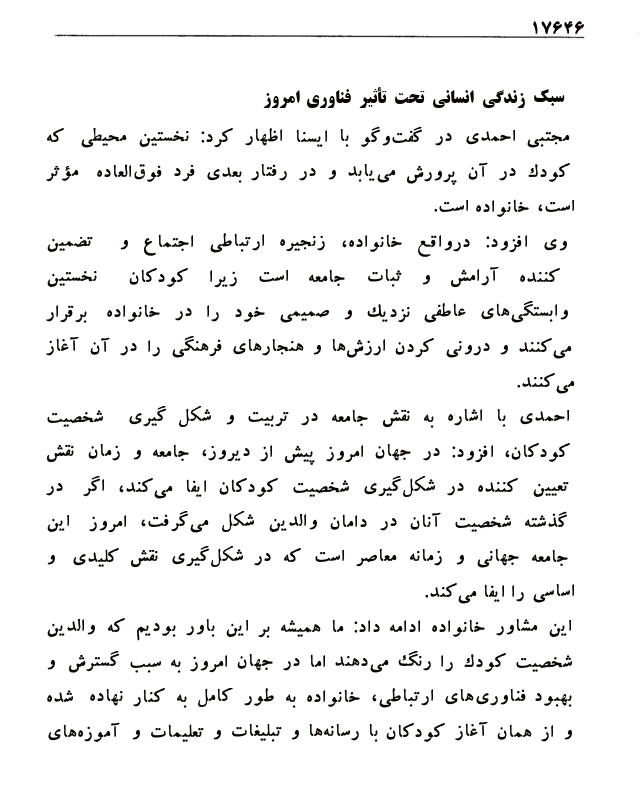 ۱۷۶۴۶
سبک زندگی انسانی تحت تأثیر فناوری امروز
مجتبی احمدی در گفت‌وگو با ایسنا اظهار کرد: نخستین محیطی که
کودك در آن پرورش می‌یابد و در رفتار بعدی فرد فوق‌العاده مؤثر
است، خانواده است.
وی افزود: درواقع خانواده، زنجیره ارتباطی اجتماع و تضمین
کننده آرامش و ثبات جامعه است زیرا کودکان نخستین
وابستگی‌های عاطفی نزدیك و صمیمی خود را در خانواده برقرار
می‌کنند و درونی کردن ارزش‌ها و هنجارهای فرهنگی را در آن آغاز
می‌کنند.
احمدی با اشاره به نقش جامعه در تربیت و شکل گیری شخصیت
کودکان، افزود: در جهان امروز پیش از دیروز، جامعه و زمان نقش
تعیین کننده در شکل‌گیری شخصیت کودکان ایفا می‌کند، اگر در
گذشته شخصیت آنان در دامان والدین شکل می‌گرفت، امروز این
جامعه جهانی و زمانه معاصر است که در شکل‌گیری نقش کلیدی و
اساسی را ایفا می‌کند.
این مشاور خانواده ادامه داد: ما همیشه بر این باور بودیم که والدین
شخصیت کودك را رنگ می‌دهند اما در جهان امروز به سبب گسترش و
بهبود فناوری‌های ارتباطی، خانواده به طور کامل به کنار نهاده شده
و از همان آغاز کودکان با رسانه‌ها و تبلیغات و تعلیمات و آموزه‌های